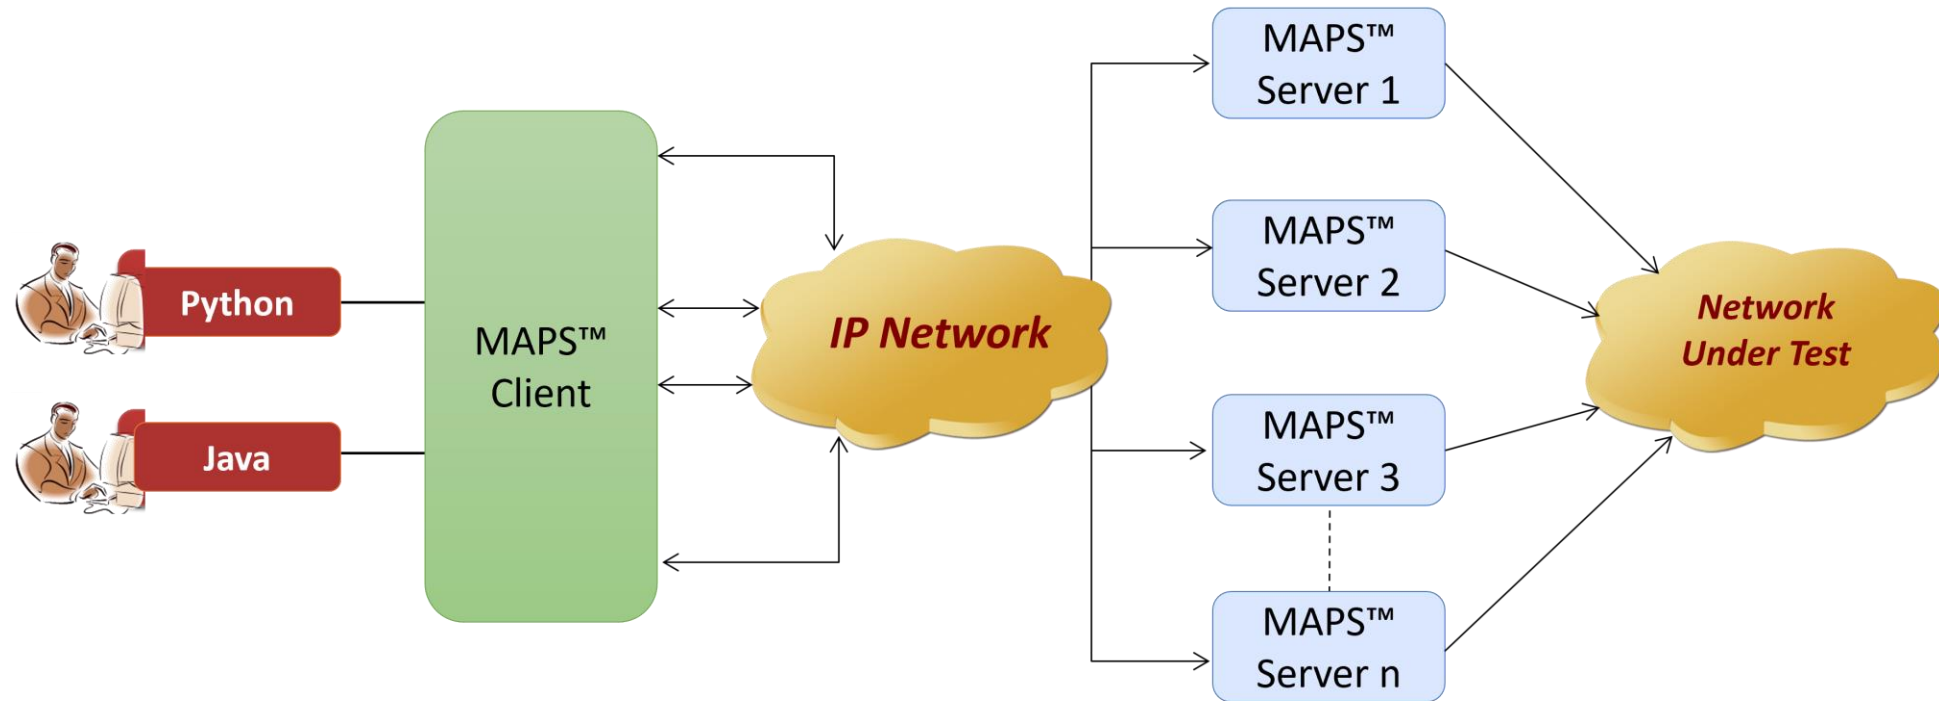 Python
Java
MAPS™
Client
IP Network
MAPS™
Server 1
MAPS™
Server 2
MAPS™
Server 3
MAPS™
Server n
Network
Under Test